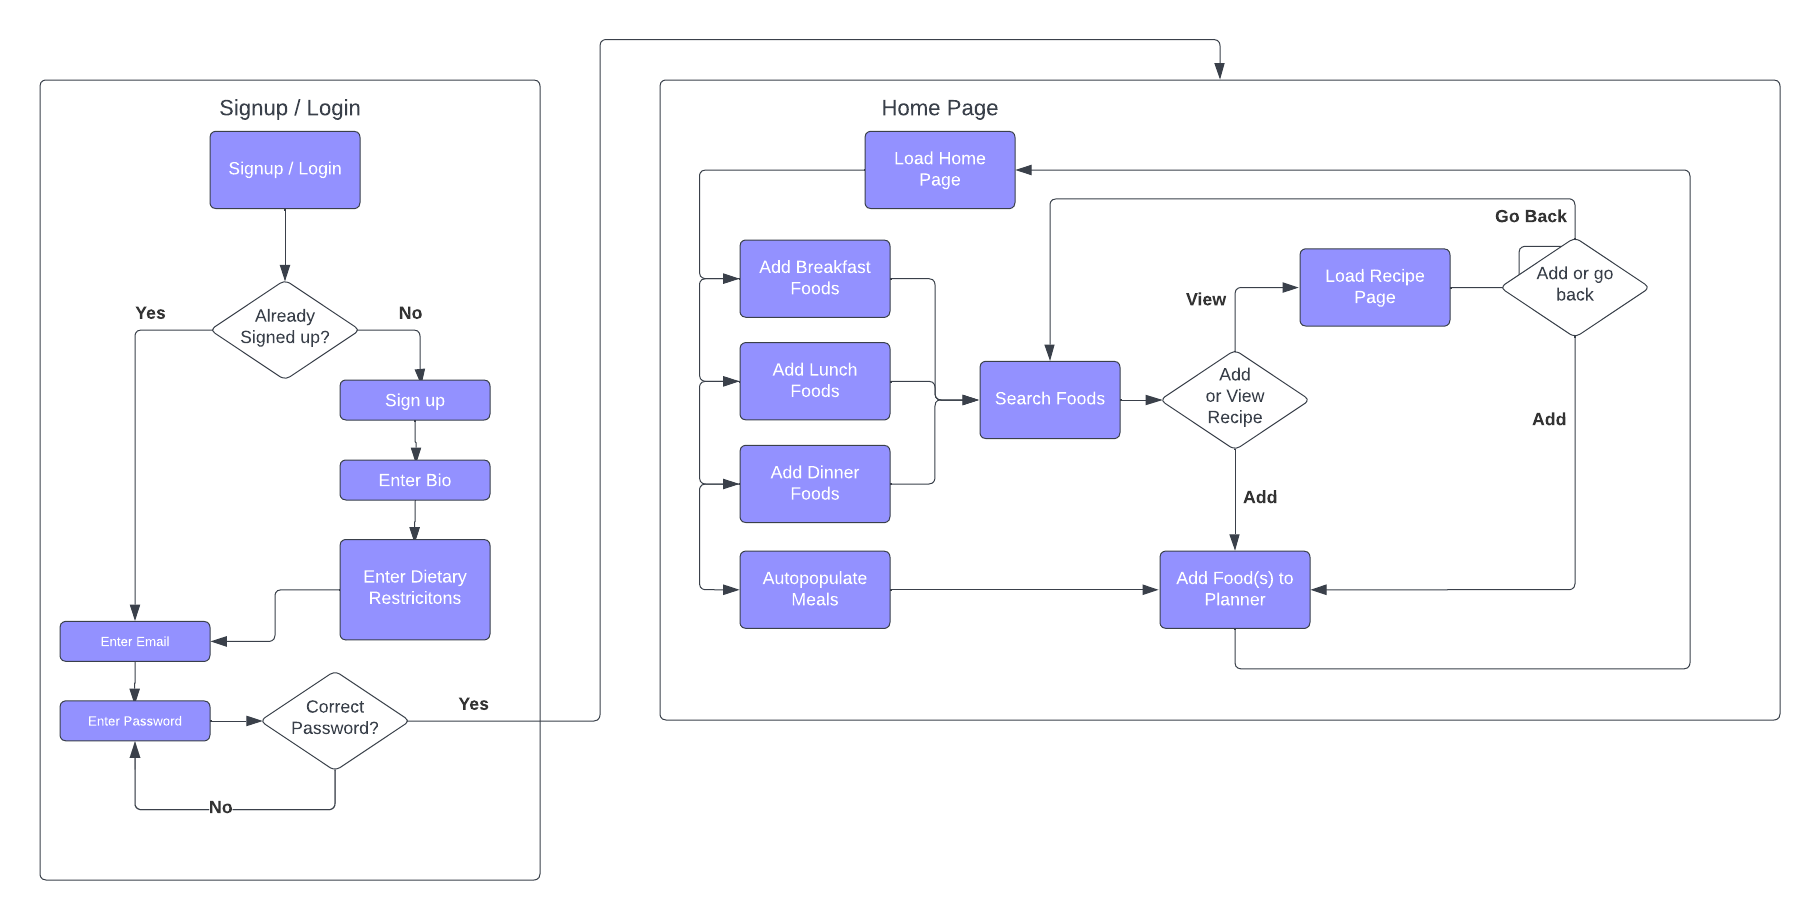 Signup / Login
Signup / Login
Already
Signed up?
Yes
No
Sign up
Enter Bio
Enter Dietary
Restricitons
Enter Email
Enter Password
Correct
Password?
Yes
No
Home Page
Load Home
Page
Add Breakfast
Foods
Add Lunch
Foods
Add Dinner
Foods
Autopopulate
Meals
Search Foods
Add
or View
Recipe
View
Add
Load Recipe
Page
Add or go
back
Go Back
Add
Add Food(s) to
Planner